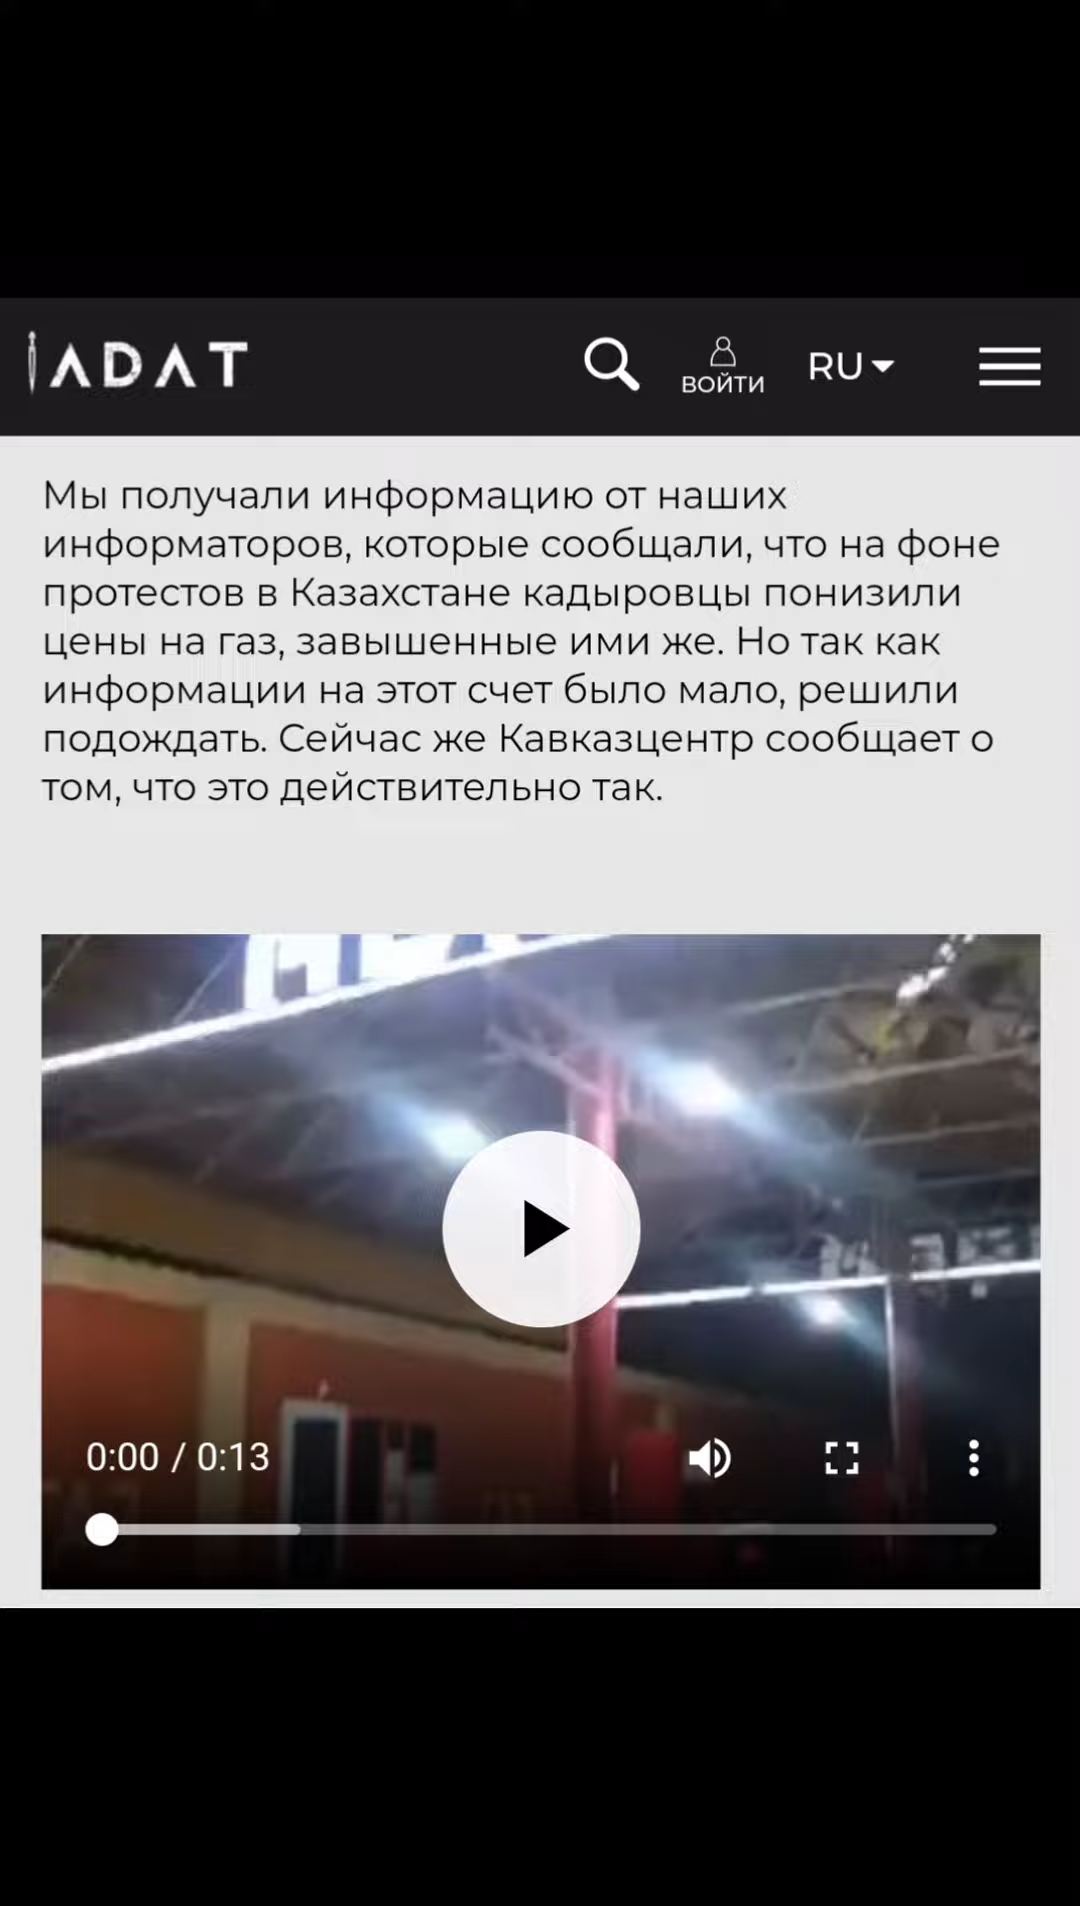 ADAT
ВОЙТИ
RU
Мы получали информацию от наших
информаторов, которые сообщали, что на фоне
протестов в Казахстане кадыровцы понизили
цены на газ, завышенные ими же. Но так как
информации на этот счет было мало, решили
подождать. Сейчас же Кавказцентр сообщает о
том, что это действительно так.
0:00 / 0:13